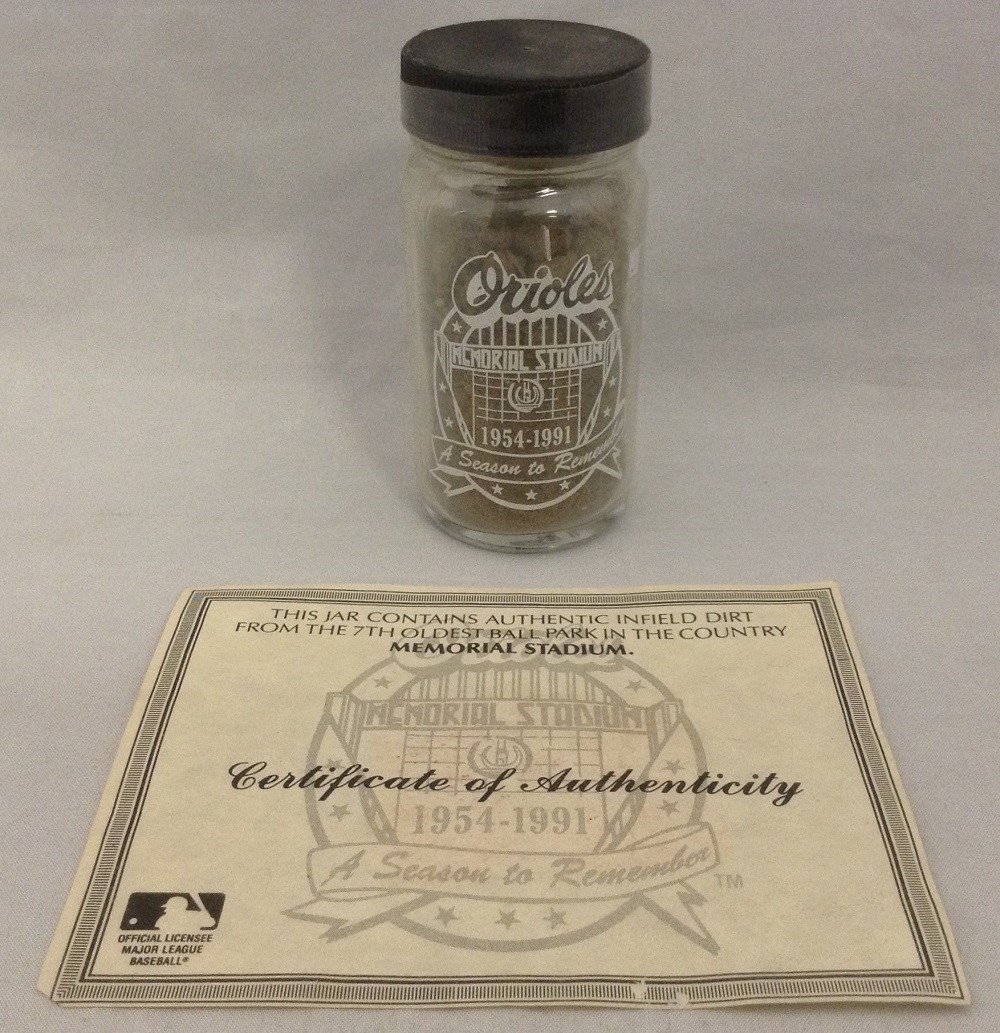 Orioles
MEMORIAL STADIUM
1954-1991
A Season to Remem
THIS JAR CONTAINS AUTHENTIC INFIELD DIRT
FROM THE 7TH OLDEST BALL PARK IN THE COUNTRY
MEMORIAL STADIUM.
Orioles
MEMORIAL STADIUM
Certificate of Authenticity
1954-1991
A Season to Remember
TM
OFFICIAL LICENSEE
MAJOR LEAGUE
BASEBALL®